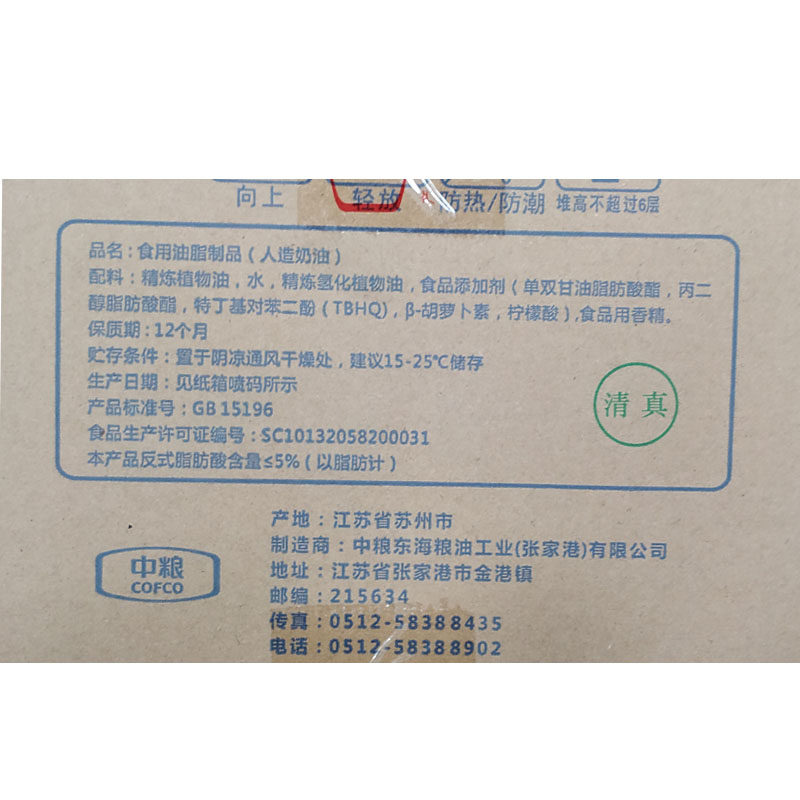 向上
轻放
防热/防潮
堆高不超过6层
品名：食用油脂制品（人造奶油）
配料：精炼植物油，水，精炼氢化植物油，食品添加剂（单双甘油脂肪酸酯，丙二
醇脂肪酸酯，特丁基对苯二酚（TBHQ)，β-胡萝卜素，柠檬酸）,食品用香精。
保质期：12个月
贮存条件：置于阴凉通风干燥处，建议15-25℃储存
生产日期：见纸箱喷码所示
产品标准号：GB 15196
食品生产许可证编号：SC10132058200031
本产品反式脂肪酸含量≤5%（以脂肪计）
清真
产地：江苏省苏州市
制造商：中粮东海粮油工业(张家港)有限公司
地址：江苏省张家港市金港镇
邮编：215634
传真：0512-58388435
电话：0512-58388902
中粮
COFCO